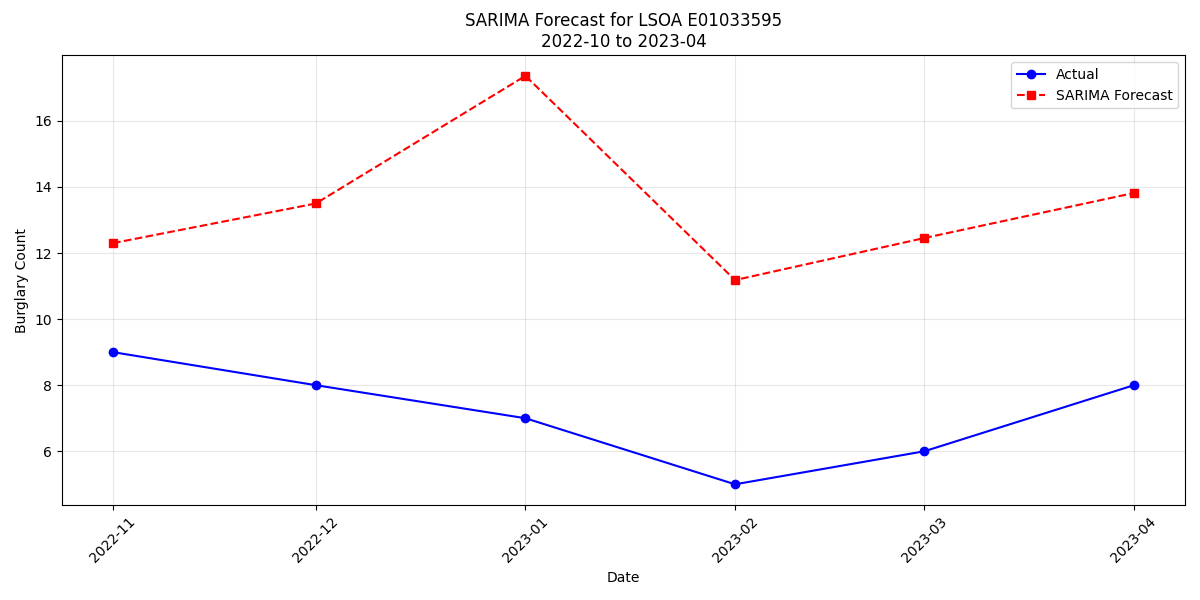 SARIMA Forecast for LSOA E01033595
2022-10 to 2023-04
Actual
SARIMA Forecast
Burglary Count
16
14
12
10
8
6
2022-11
2022-12
2023-01
2023-02
2023-03
2023-04
Date